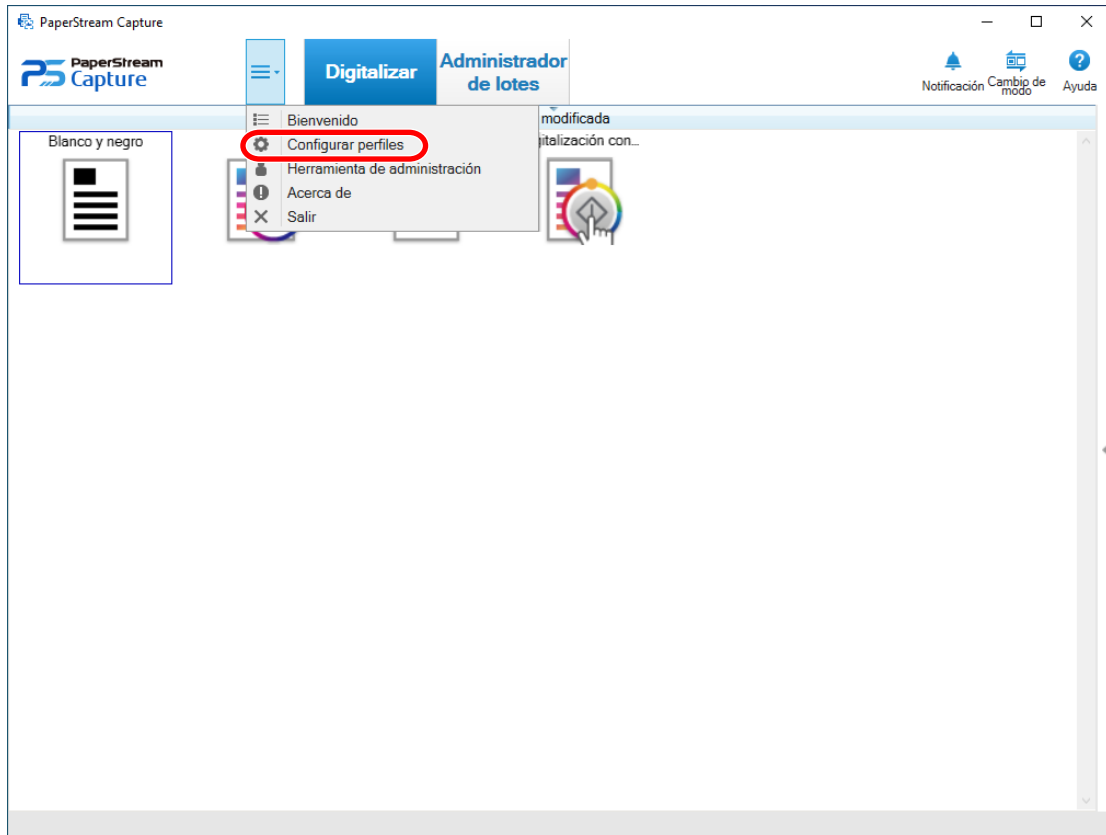 PaperStream Capture
PaperStream
Capture
Digitalizar
Administrador
de lotes
Notificación
Cambio de
modo
Ayuda
modificada
Bienvenido
Configurar perfiles
Herramienta de administración
Acerca de
Salir
Blanco y negro
gitalización con...